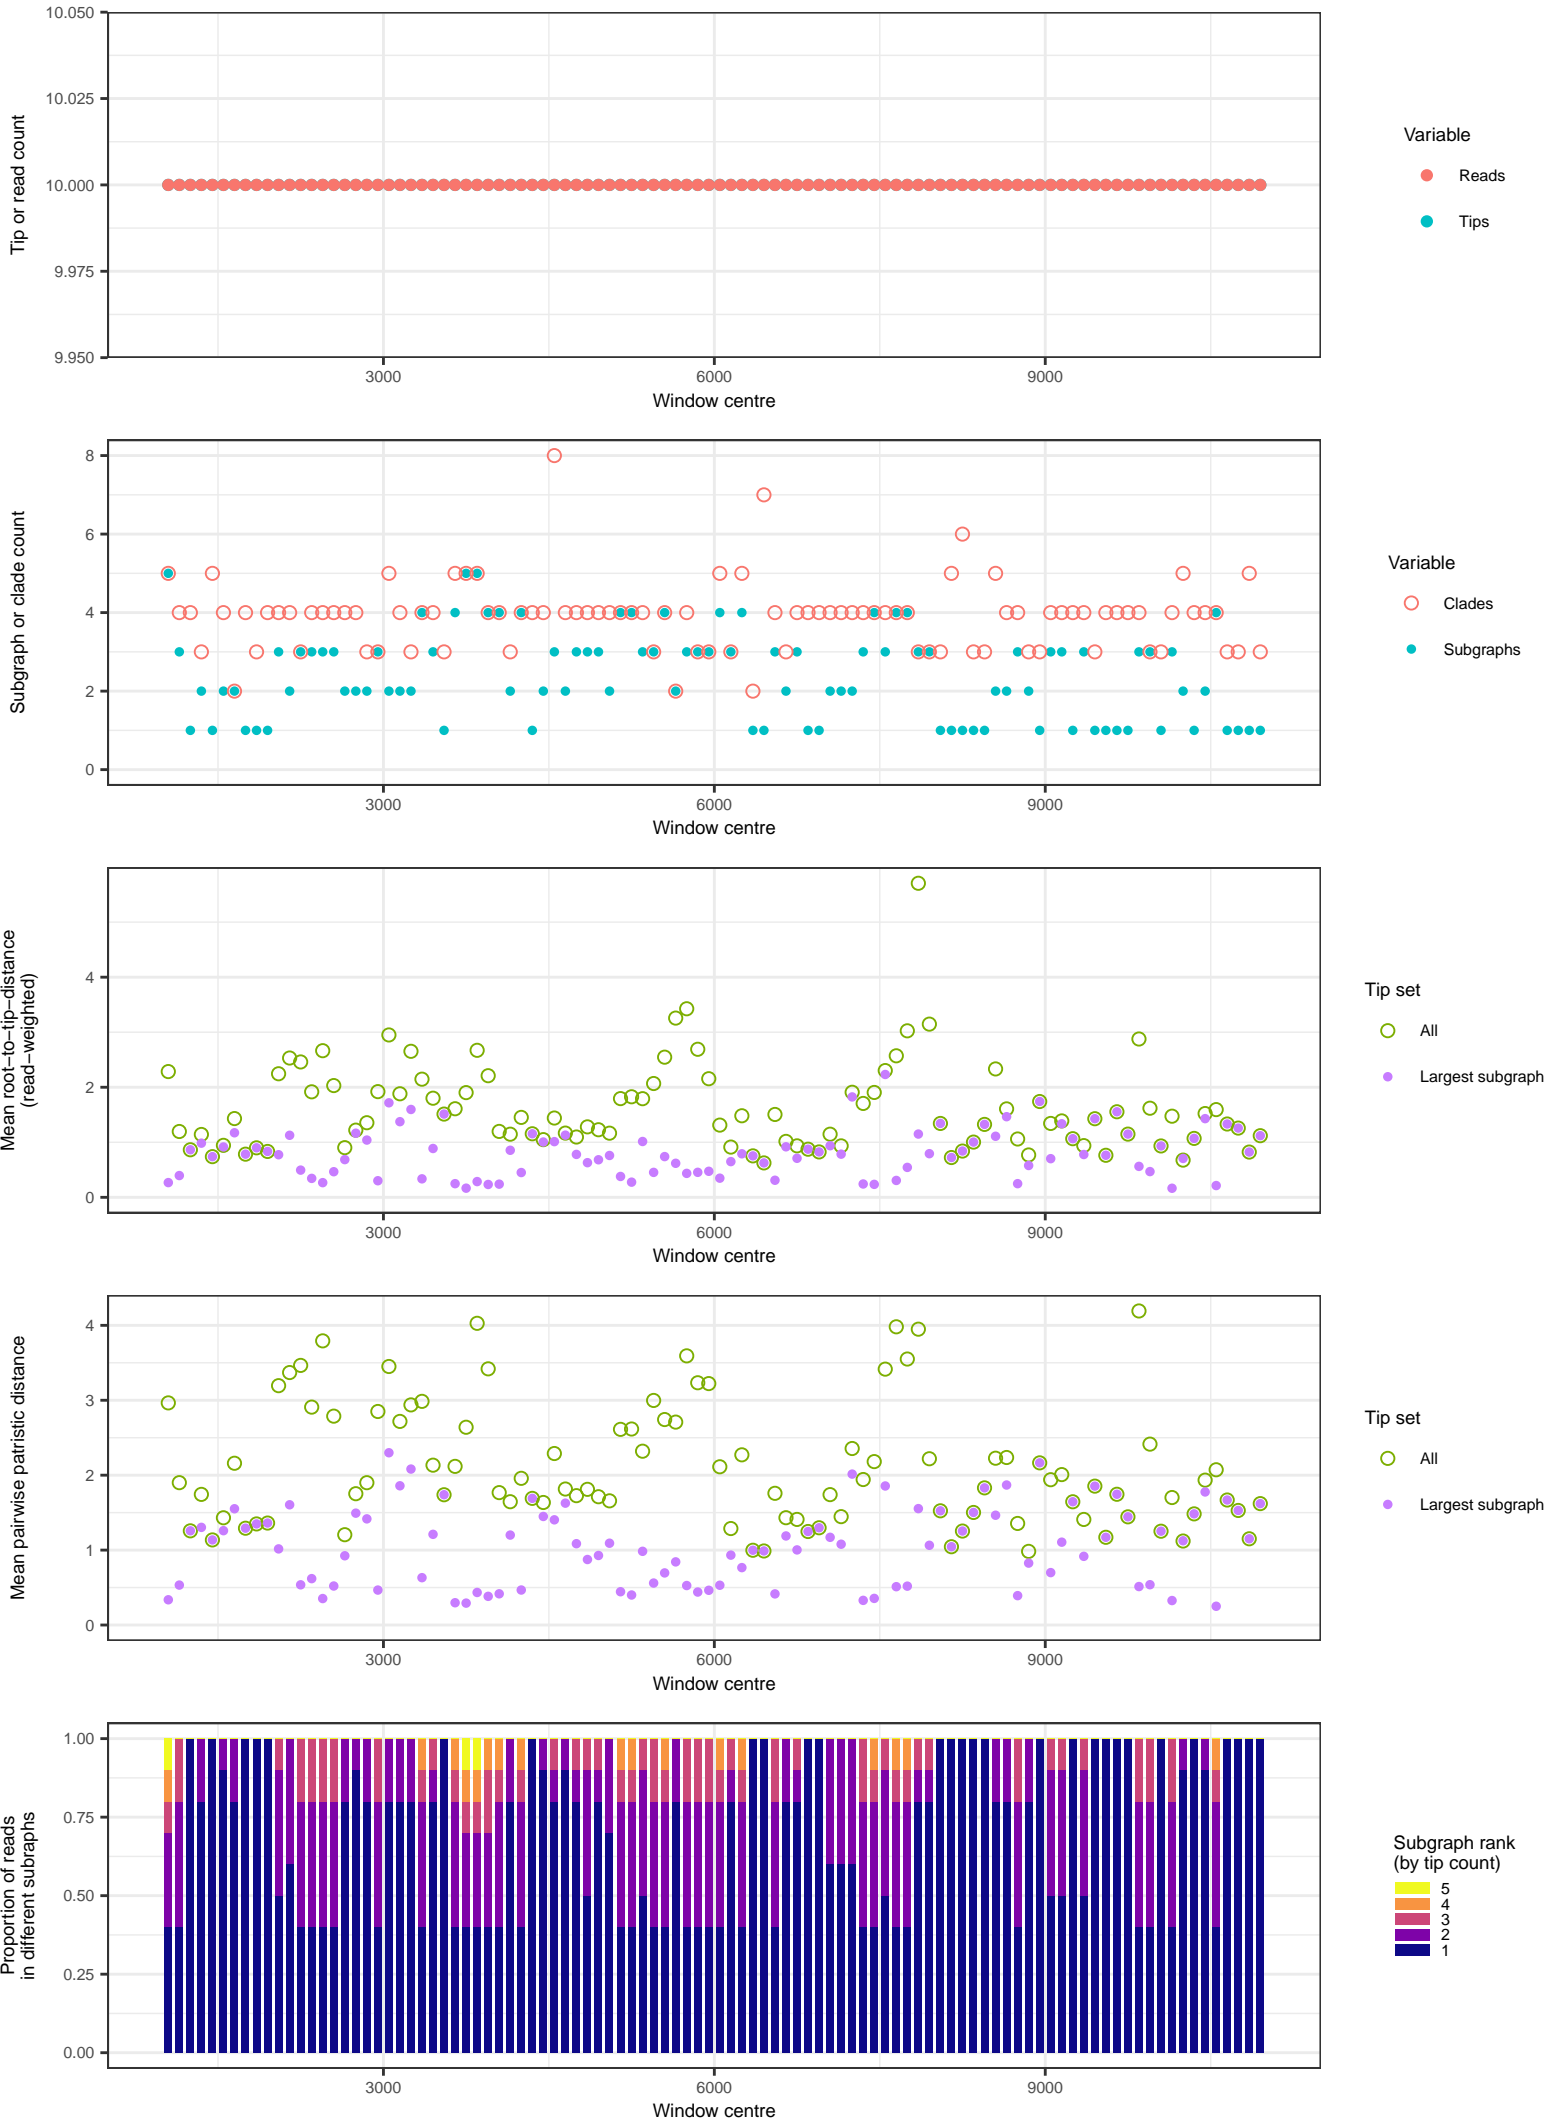 10.050
10.025
10.000
9.975
9.950
Tip or read count
3000
6000
9000
Window centre
Variable
Reads
Tips
8
6
4
2
0
Subgraph or clade count
3000
6000
9000
Window centre
Variable
Clades
Subgraphs
4
2
0
Mean root−to−tip−distance
(read−weighted)
3000
6000
9000
Window centre
Tip set
All
Largest subgraph
4
3
2
1
0
Mean pairwise patristic distance
3000
6000
9000
Window centre
Tip set
All
Largest subgraph
1.00
0.75
0.50
0.25
0.00
Proportion of reads
in different subraphs
3000
6000
9000
Window centre
Subgraph rank
(by tip count)
5
4
3
2
1